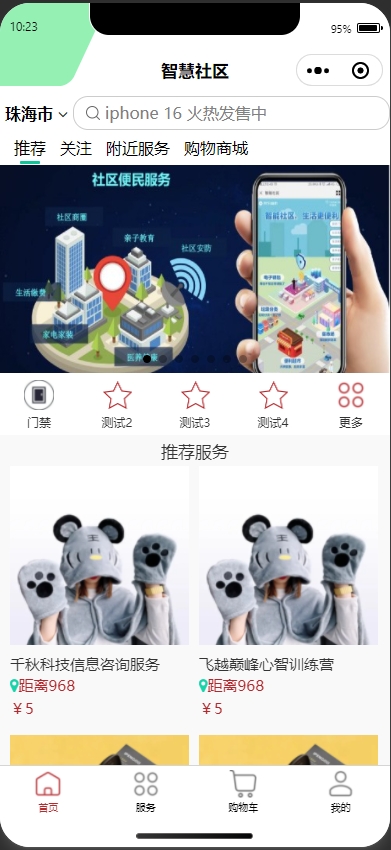 10:23
95%
智慧社区
珠海市
iphone 16 火热发售中
推荐 关注 附近服务 购物商城
社区便民服务
社区商圈
亲子教育
社区安防
生活缴费
家电家装
医养健康
智能社区 生活更便利
门禁 测试2 测试3 测试4 更多
推荐服务
千秋科技信息咨询服务
距离968
￥5
飞越巅峰心智训练营
距离968
￥5
首页 服务 购物车 我的